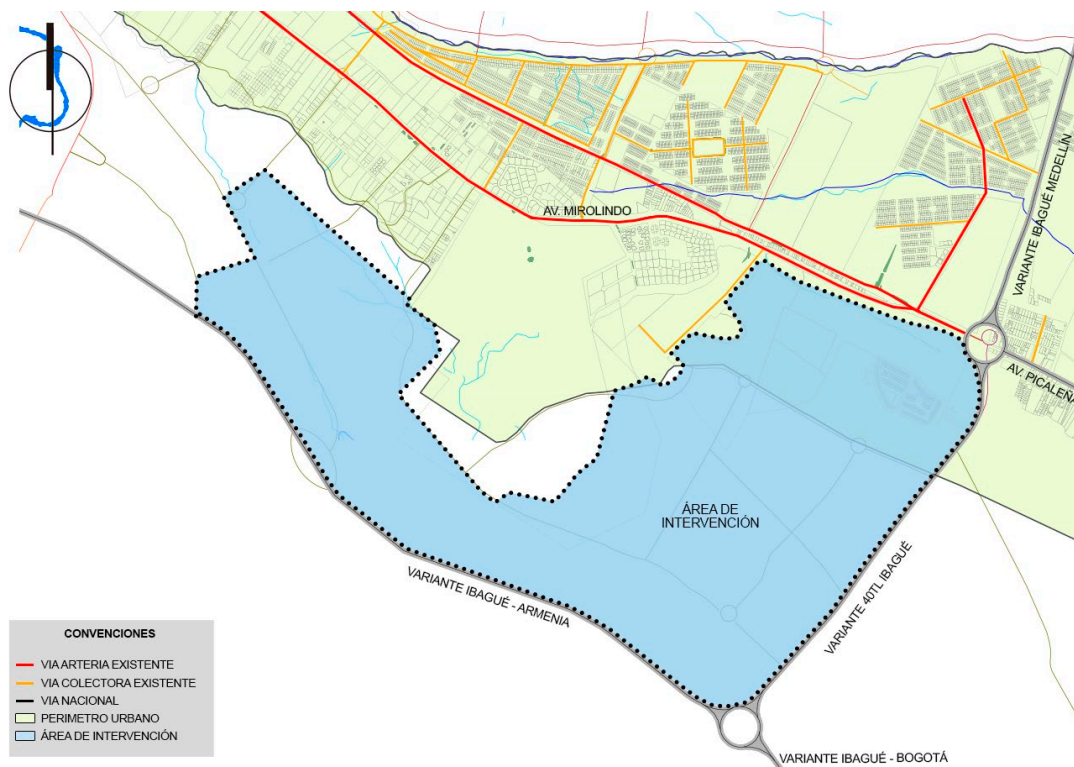 AV. MIROLINDO
VARIANTE IBAGUÉ MEDELLÍN
AV. PICALEÑA
ÁREA DE
INTERVENCIÓN
VARIANTE 40TL IBAGUÉ
VARIANTE IBAGUÉ - ARMENIA
VARIANTE IBAGUÉ - BOGOTÁ
CONVENCIONES
VIA ARTERIA EXISTENTE
VIA COLECTORA EXISTENTE
VIA NACIONAL
PERIMETRO URBANO
ÁREA DE INTERVENCIÓN